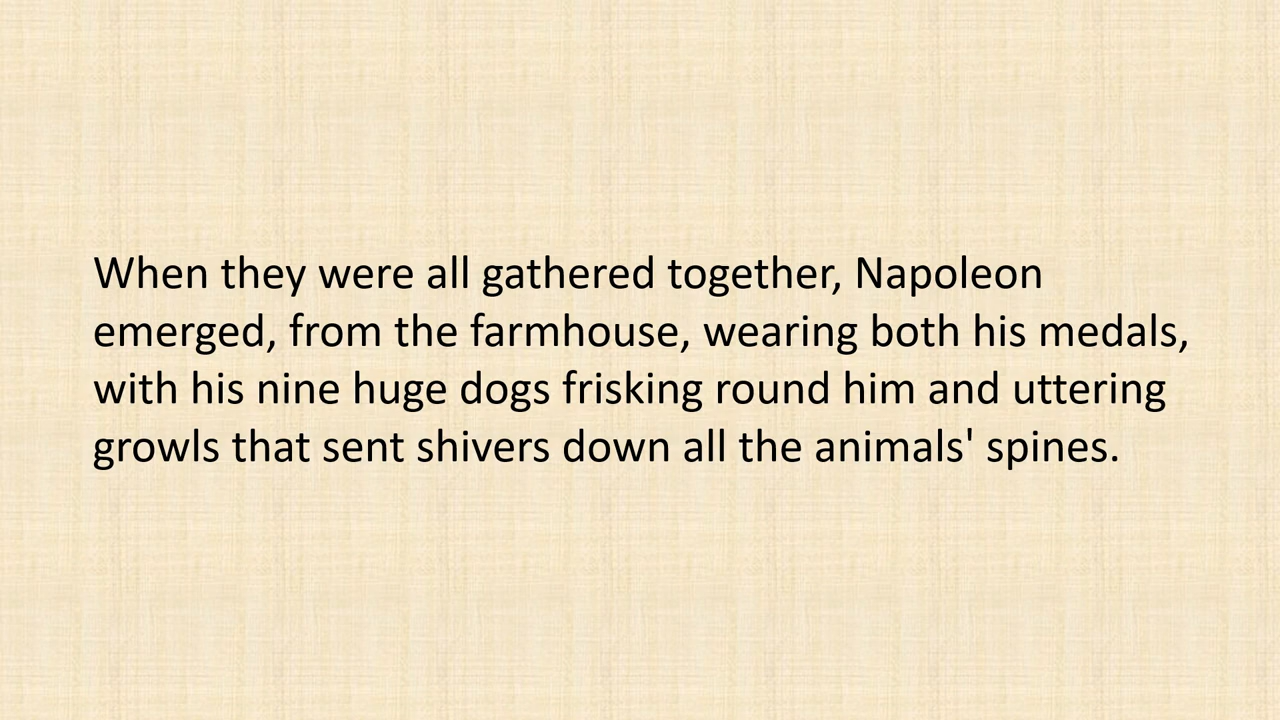 When they were all gathered together, Napoleon
emerged, from the farmhouse, wearing both his medals,
with his nine huge dogs frisking round him and uttering
growls that sent shivers down all the animals' spines.